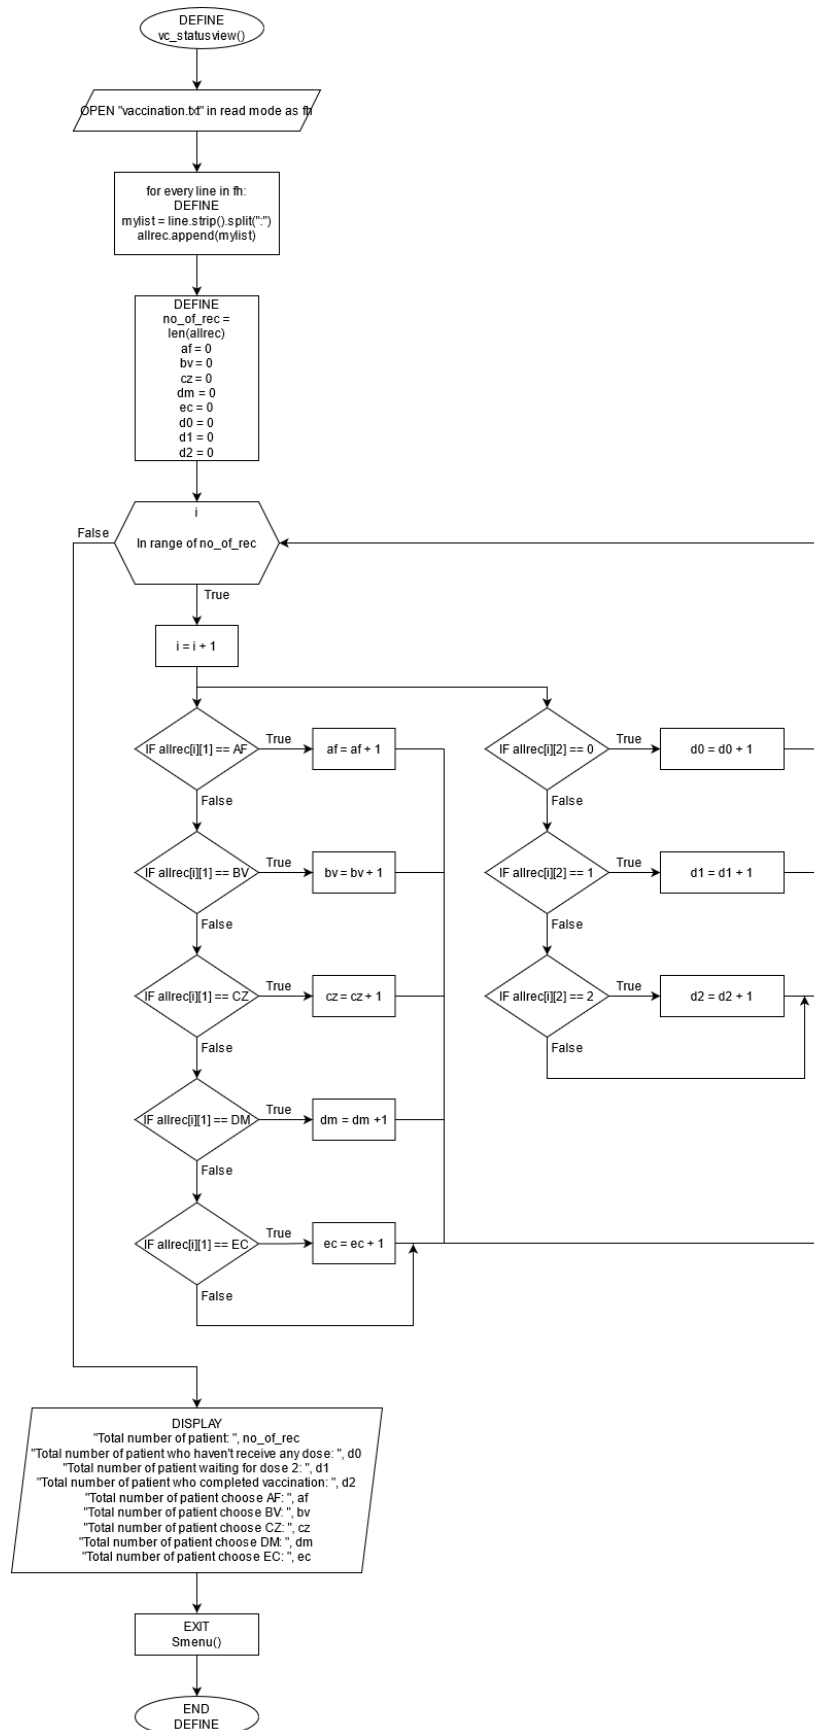 DEFINE
vc_statusview()
OPEN "vaccination.txt" in read mode as fh
for every line in fh:
DEFINE
mylist = line.strip().split(":")
allrec.append(mylist)
DEFINE
no_of_rec =
len(allrec)
af = 0
bv = 0
cz = 0
dm = 0
ec = 0
d0 = 0
d1 = 0
d2 = 0
i
In range of no_of_rec
False
True
i = i + 1
IF allrec[i][1] == AF
True
af = af + 1
False
IF allrec[i][1] == BV
True
bv = bv + 1
False
IF allrec[i][1] == CZ
True
cz = cz + 1
False
IF allrec[i][1] == DM
True
dm = dm +1
False
IF allrec[i][1] == EC
True
ec = ec + 1
False
IF allrec[i][2] == 0
True
d0 = d0 + 1
False
IF allrec[i][2] == 1
True
d1 = d1 + 1
False
IF allrec[i][2] == 2
True
d2 = d2 + 1
False
DISPLAY
"Total number of patient: ", no_of_rec
"Total number of patient who haven't receive any dose: ", d0
"Total number of patient waiting for dose 2: ", d1
"Total number of patient who completed vaccination: ", d2
"Total number of patient choose AF: ", af
"Total number of patient choose BV: ", bv
"Total number of patient choose CZ: ", cz
"Total number of patient choose DM: ", dm
"Total number of patient choose EC: ", ec
EXIT
Smenu()
END
DEFINE